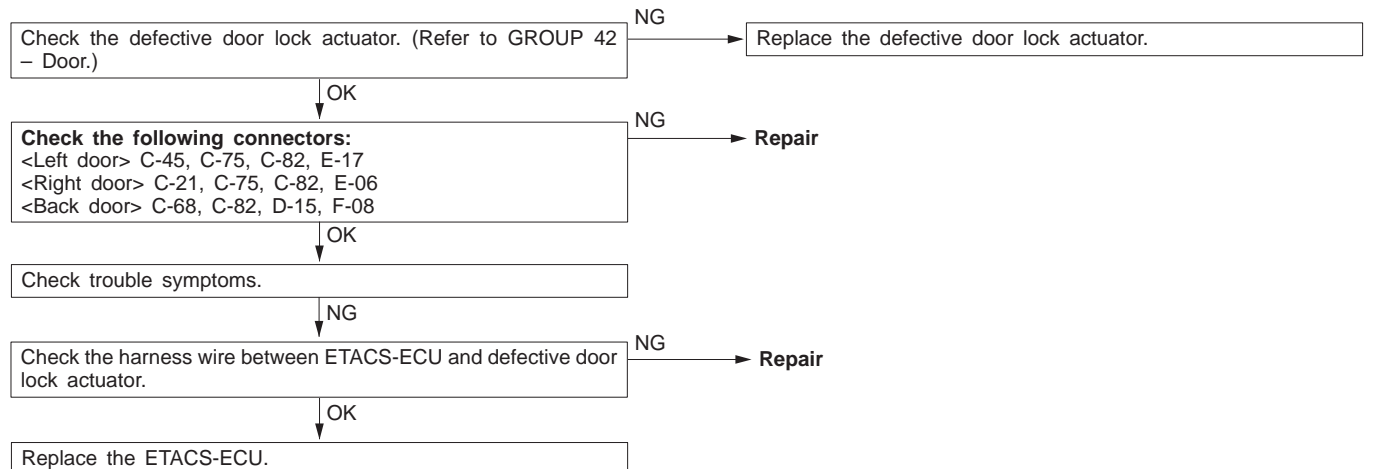 NG
Check the defective door lock actuator. (Refer to GROUP 42
– Door.)
Replace the defective door lock actuator.
OK
NG
Check the following connectors:
<Left door> C-45, C-75, C-82, E-17
<Right door> C-21, C-75, C-82, E-06
<Back door> C-68, C-82, D-15, F-08
Repair
OK
Check trouble symptoms.
NG
NG
Check the harness wire between ETACS-ECU and defective door
lock actuator.
Repair
OK
Replace the ETACS-ECU.